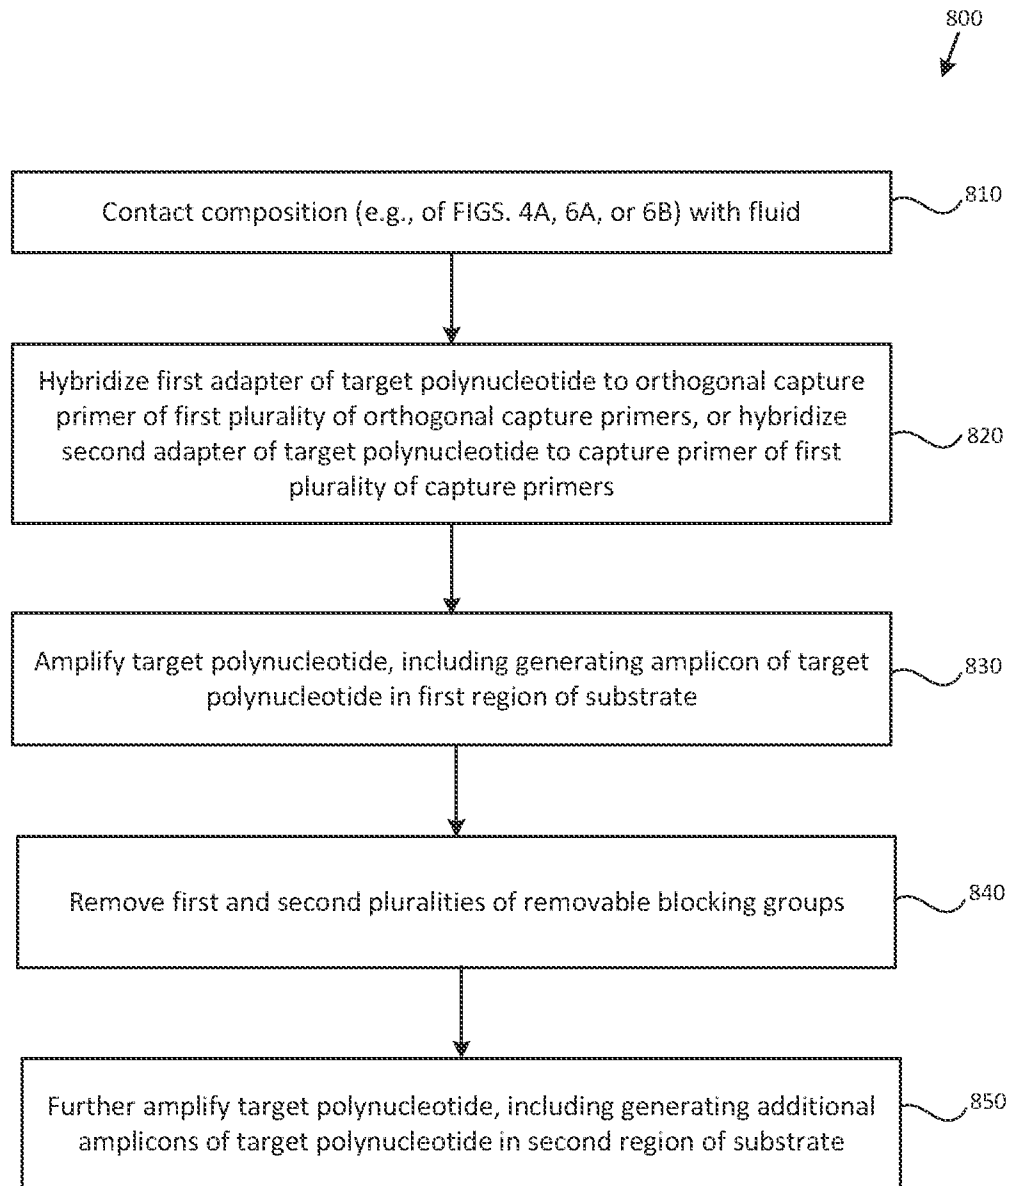 800
Contact composition (e.g., of FIGS. 4A, 6A, or 6B) with fluid
810
Hybridize first adapter of target polynucleotide to orthogonal capture
primer of first plurality of orthogonal capture primers, or hybridize
second adapter of target polynucleotide to capture primer of first
plurality of capture primers
820
Amplify target polynucleotide, including generating amplicon of target
polynucleotide in first region of substrate
830
Remove first and second pluralities of removable blocking groups
840
Further amplify target polynucleotide, including generating additional
amplicons of target polynucleotide in second region of substrate
850